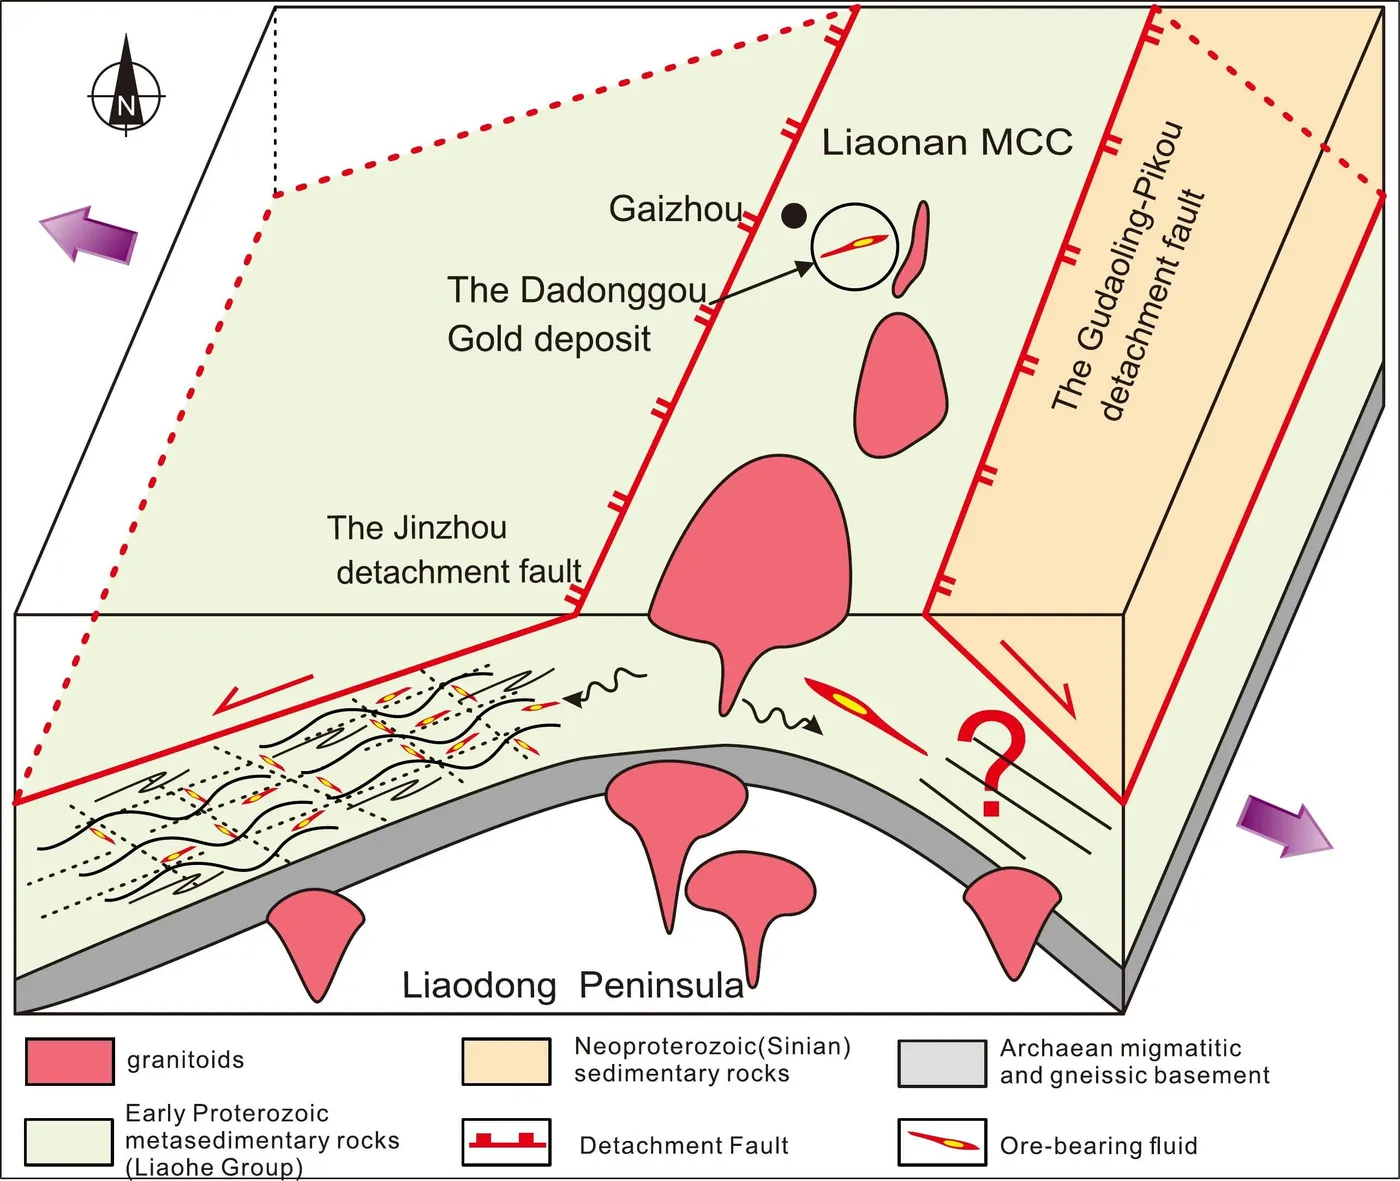 N
Liaonan MCC
Gaizhou
The Dadonggou
Gold deposit
The Gudaoling-Pikou
detachment fault
The Jinzhou
detachment fault
?
Liaodong Peninsula
granitoids
Neoproterozoic(Sinian)
sedimentary rocks
Archaean migmatitic
and gneissic basement
Early Proterozoic
metasedimentary rocks
(Liaohe Group)
Detachment Fault
Ore-bearing fluid